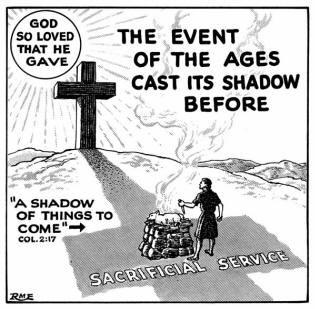 GOD
SO LOVED
THAT HE
GAVE
THE EVENT
OF THE AGES
CAST ITS SHADOW
BEFORE
"A SHADOW
OF THINGS TO
COME"→
COL. 2:17
SACRIFICIAL SERVICE
RME